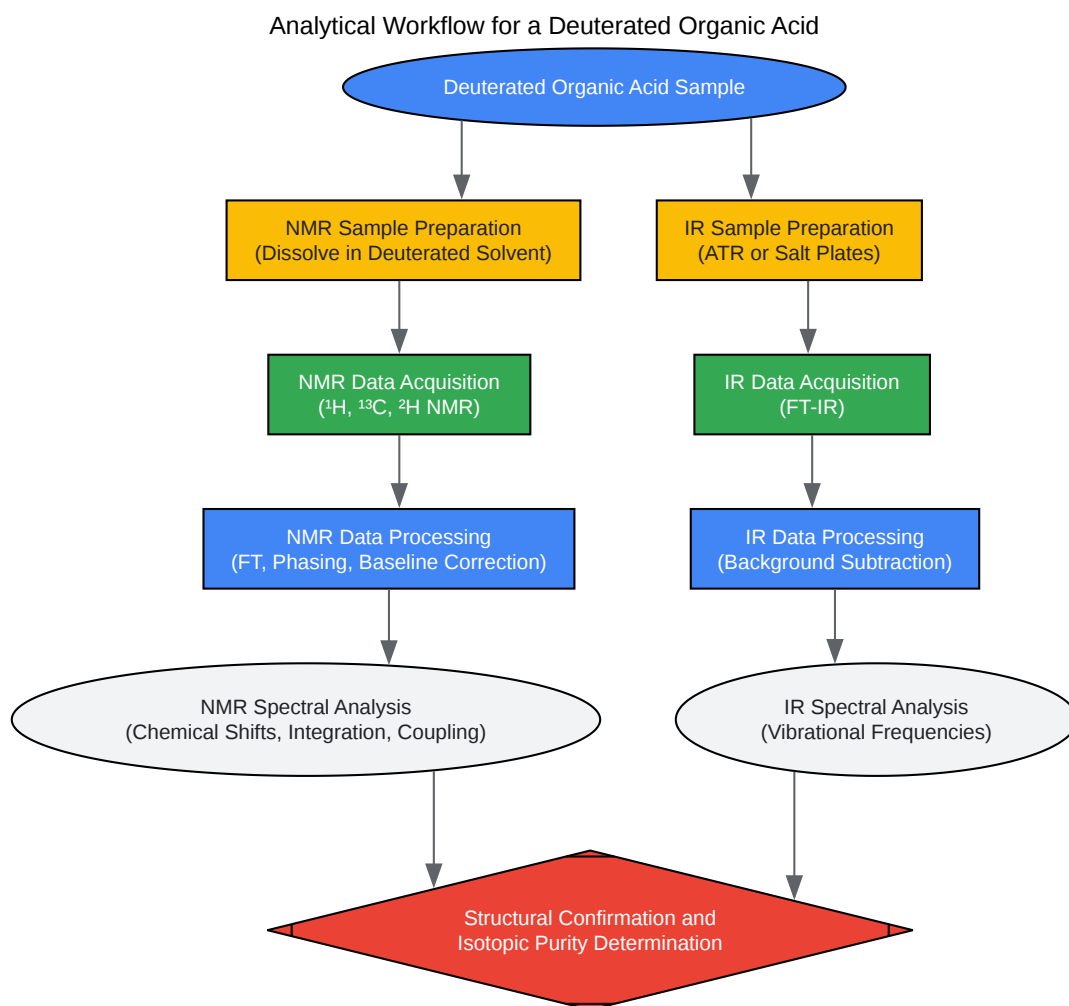 Analytical Workflow for a Deuterated Organic Acid
Deuterated Organic Acid Sample
NMR Sample Preparation
(Dissolve in Deuterated Solvent)
IR Sample Preparation
(ATR or Salt Plates)
NMR Data Acquisition
(¹H, ¹³C, ²H NMR)
IR Data Acquisition
(FT-IR)
NMR Data Processing
(FT, Phasing, Baseline Correction)
IR Data Processing
(Background Subtraction)
NMR Spectral Analysis
(Chemical Shifts, Integration, Coupling)
IR Spectral Analysis
(Vibrational Frequencies)
Structural Confirmation and
Isotopic Purity Determination